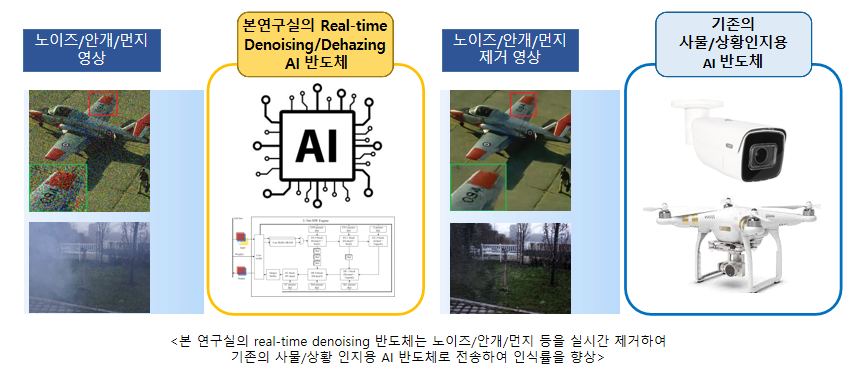 노이즈/안개/먼지
영상
본연구실의 Real-time
Denoising/Dehazing
AI 반도체
노이즈/안개/먼지
제거 영상
기존의
사물/상황인지용
AI 반도체
AI
094
094
<본 연구실의 real-time denoising 반도체는 노이즈/안개/먼지 등을 실시간 제거하여
기존의 사물/상황 인지용 AI 반도체로 전송하여 인식률을 향상>